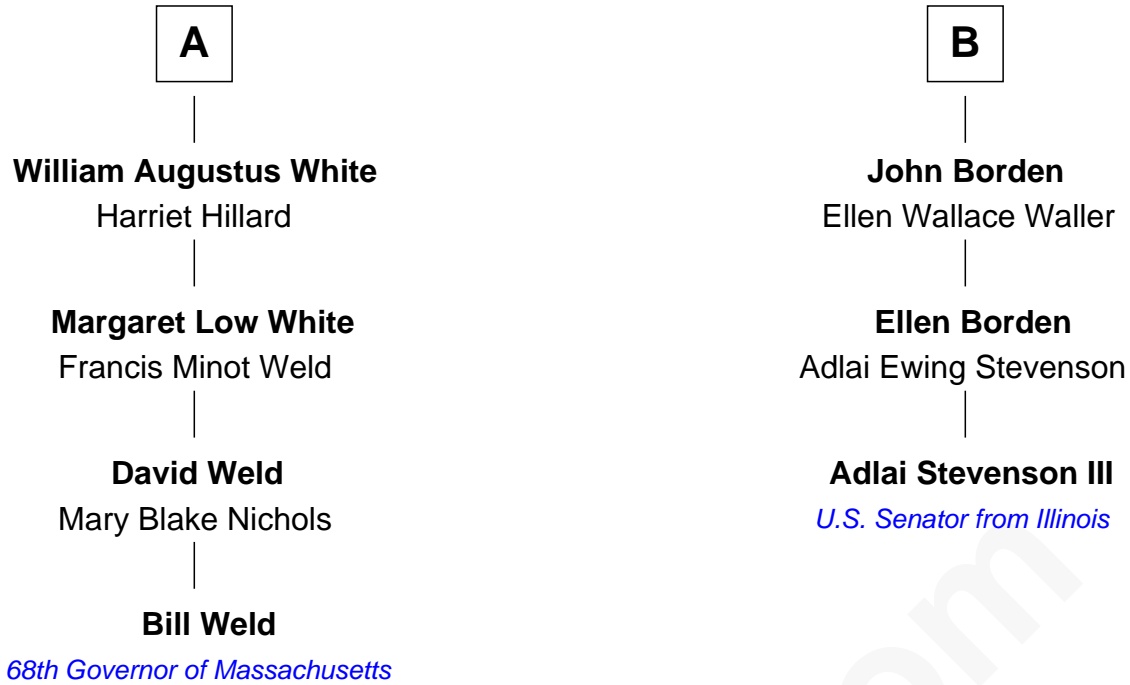 A
William Augustus White
Harriet Hillard
Margaret Low White
Francis Minot Weld
David Weld
Mary Blake Nichols
Bill Weld
68th Governor of Massachusetts
B
John Borden
Ellen Wallace Waller
Ellen Borden
Adlai Ewing Stevenson
Adlai Stevenson III
U.S. Senator from Illinois
om